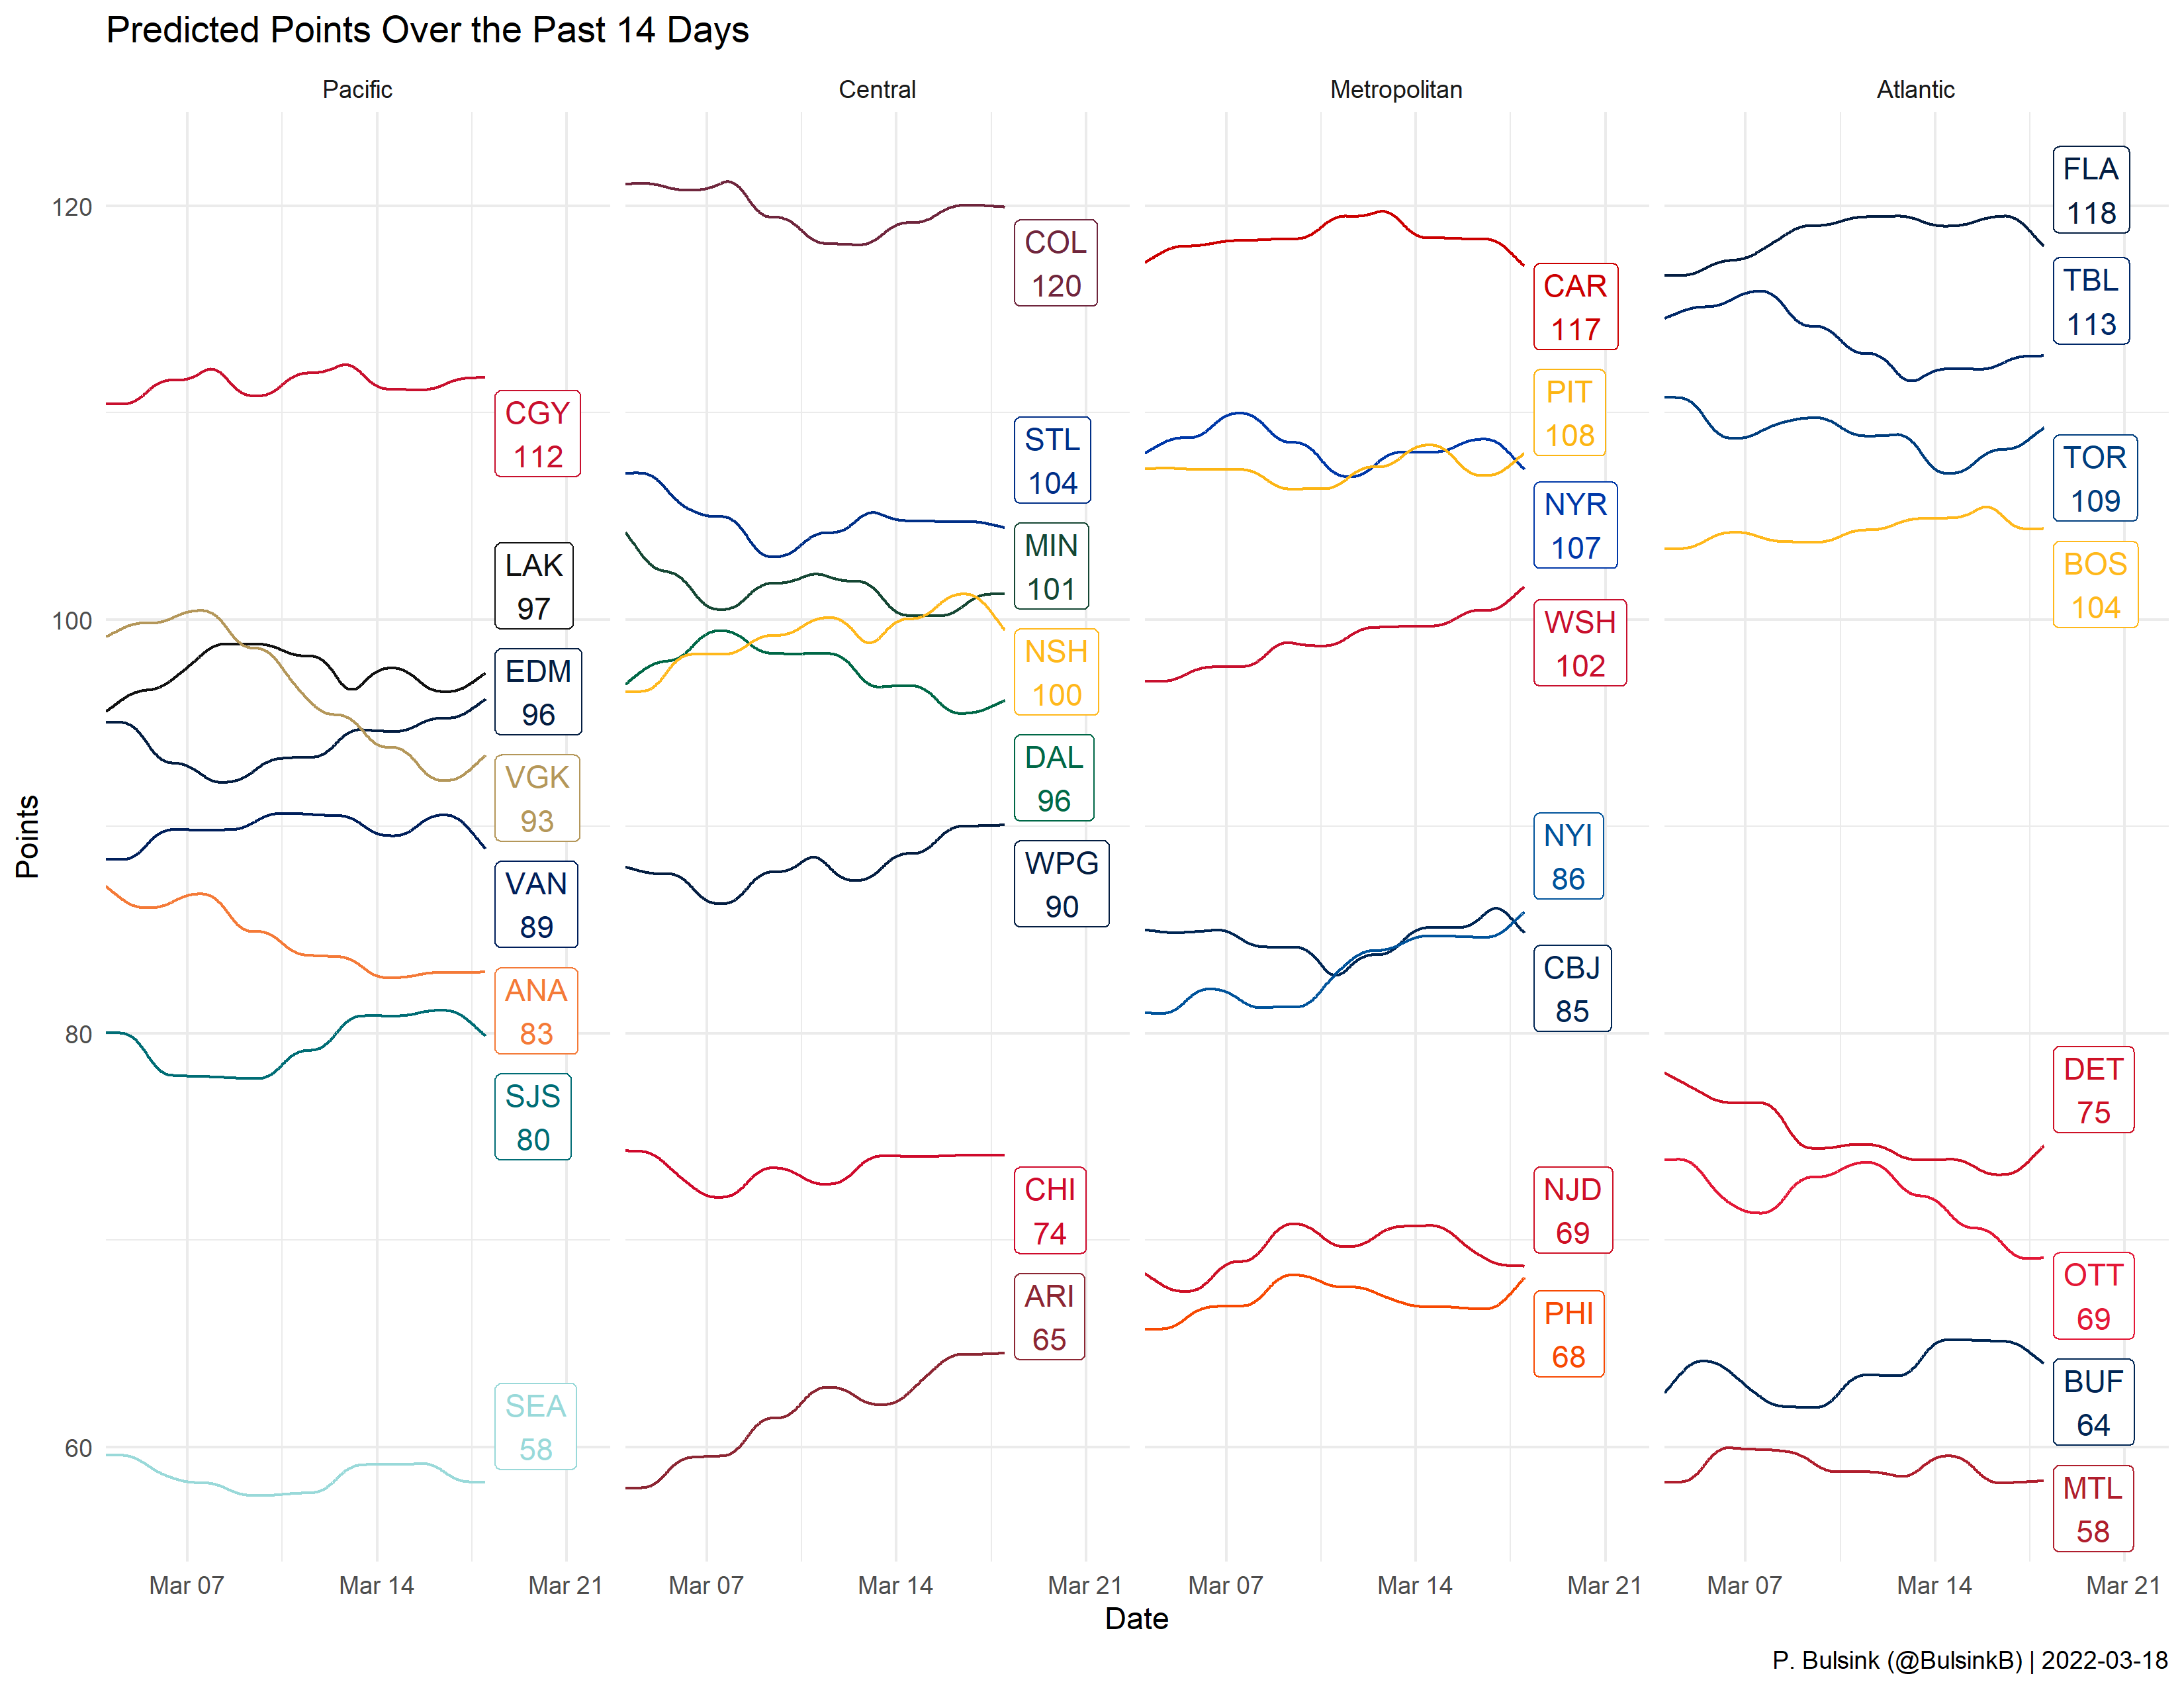 Predicted Points Over the Past 14 Days
Pacific
Central
Metropolitan
Atlantic
Points
120
100
80
60
CGY
112
LAK
97
EDM
96
VGK
93
VAN
89
ANA
83
SJS
80
SEA
58
COL
120
STL
104
MIN
101
NSH
100
DAL
96
WPG
90
CHI
74
ARI
65
CAR
117
PIT
108
NYR
107
WSH
102
NYI
86
CBJ
85
NJD
69
PHI
68
FLA
118
TBL
113
TOR
109
BOS
104
DET
75
OTT
69
BUF
64
MTL
58
Mar 07 Mar 14 Mar 21
Mar 07 Mar 14 Mar 21
Mar 07 Mar 14 Mar 21
Mar 07 Mar 14 Mar 21
Date
P. Bulsink (@BulsinkB) | 2022-03-18